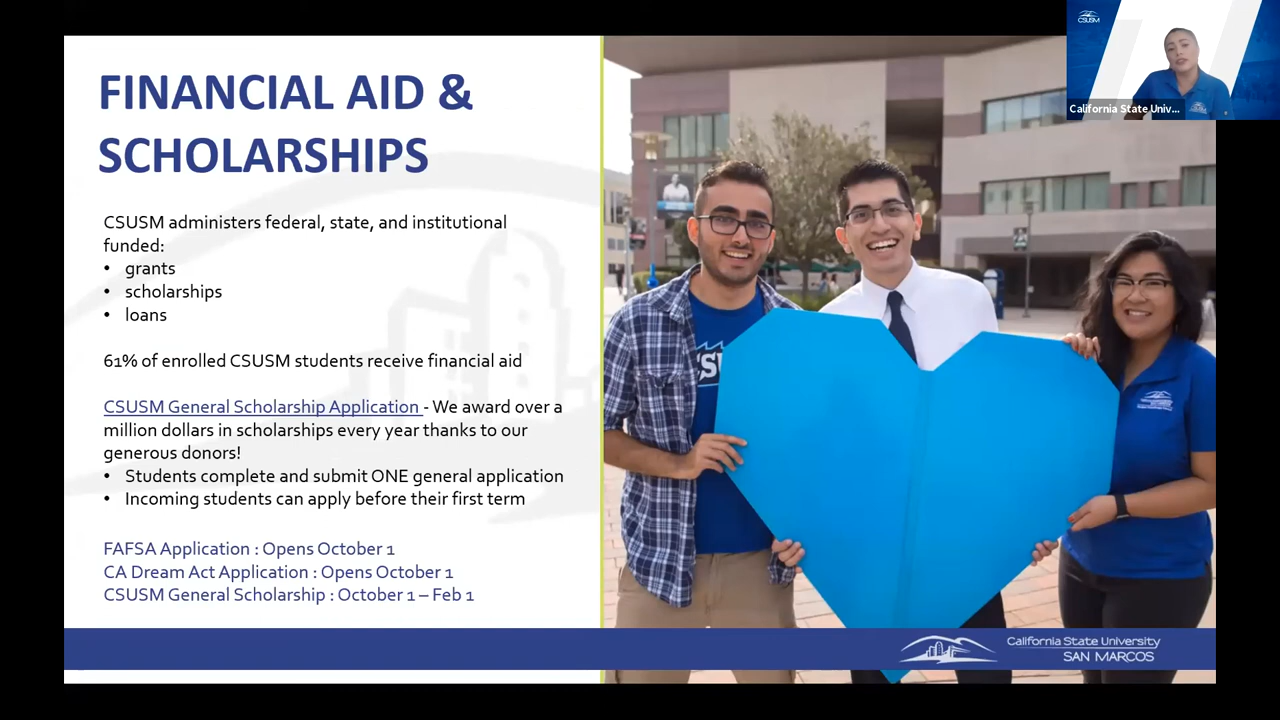 FINANCIAL AID &
SCHOLARSHIPS
CSUSM administers federal, state, and institutional
funded:
• grants
• scholarships
• loans
61% of enrolled CSUSM students receive financial aid
CSUSM General Scholarship Application - We award over a
million dollars in scholarships every year thanks to our
generous donors!
• Students complete and submit ONE general application
• Incoming students can apply before their first term
FAFSA Application : Opens October 1
CA Dream Act Application : Opens October 1
CSUSM General Scholarship : October 1 – Feb 1
California State University
SAN MARCOS
CSUSM
California State Univ...